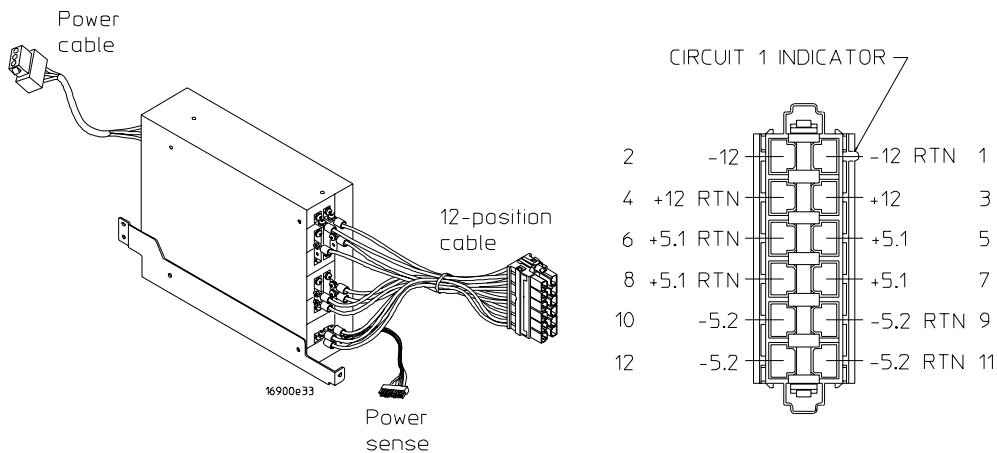 Power
cable
CIRCUIT 1 INDICATOR
2 -12 -12 RTN 1
4 +12 RTN +12 3
12-position
cable
6 +5.1 RTN +5.1 5
8 +5.1 RTN +5.1 7
10 -5.2 -5.2 RTN 9
12 -5.2 -5.2 RTN 11
16900e33
Power
sense